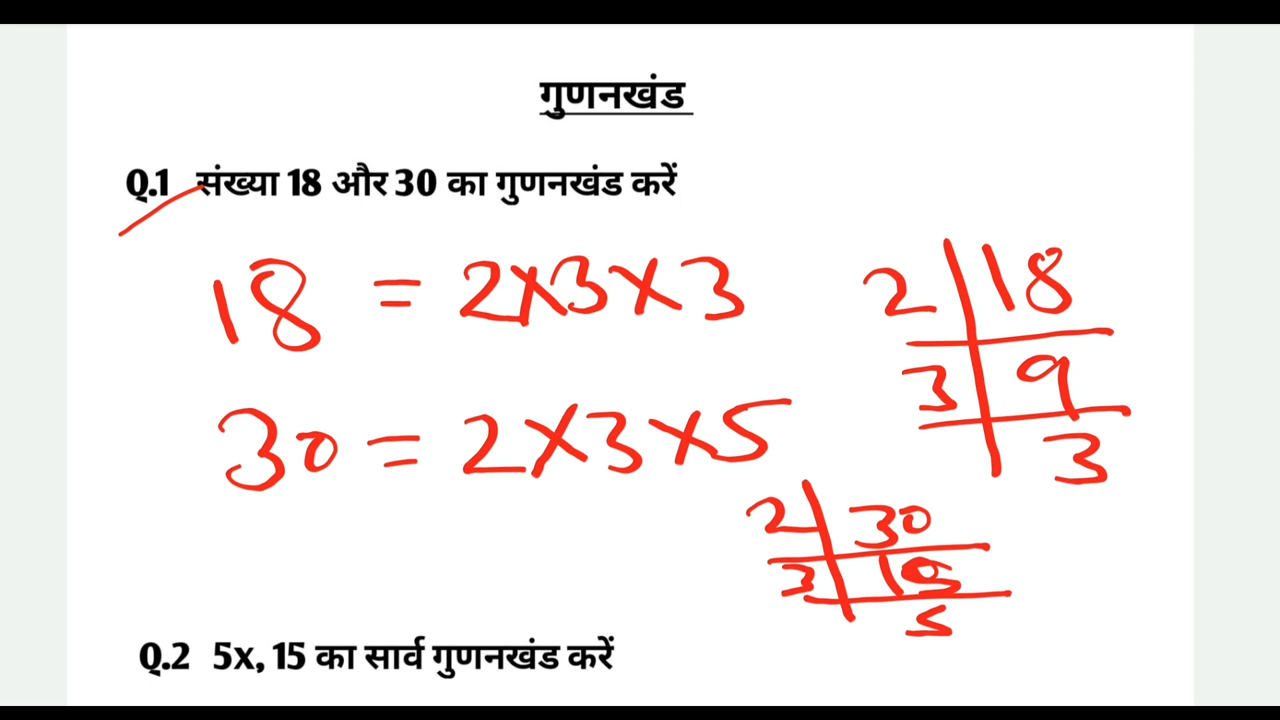 गुणनखंड
Q.1 संख्या 18 और 30 का गुणनखंड करें
18 = 2×3×3
2 18
3 9
3
30 = 2×3×5
2 30
3 15
5
Q.2 5x, 15 का सार्व गुणनखंड करें